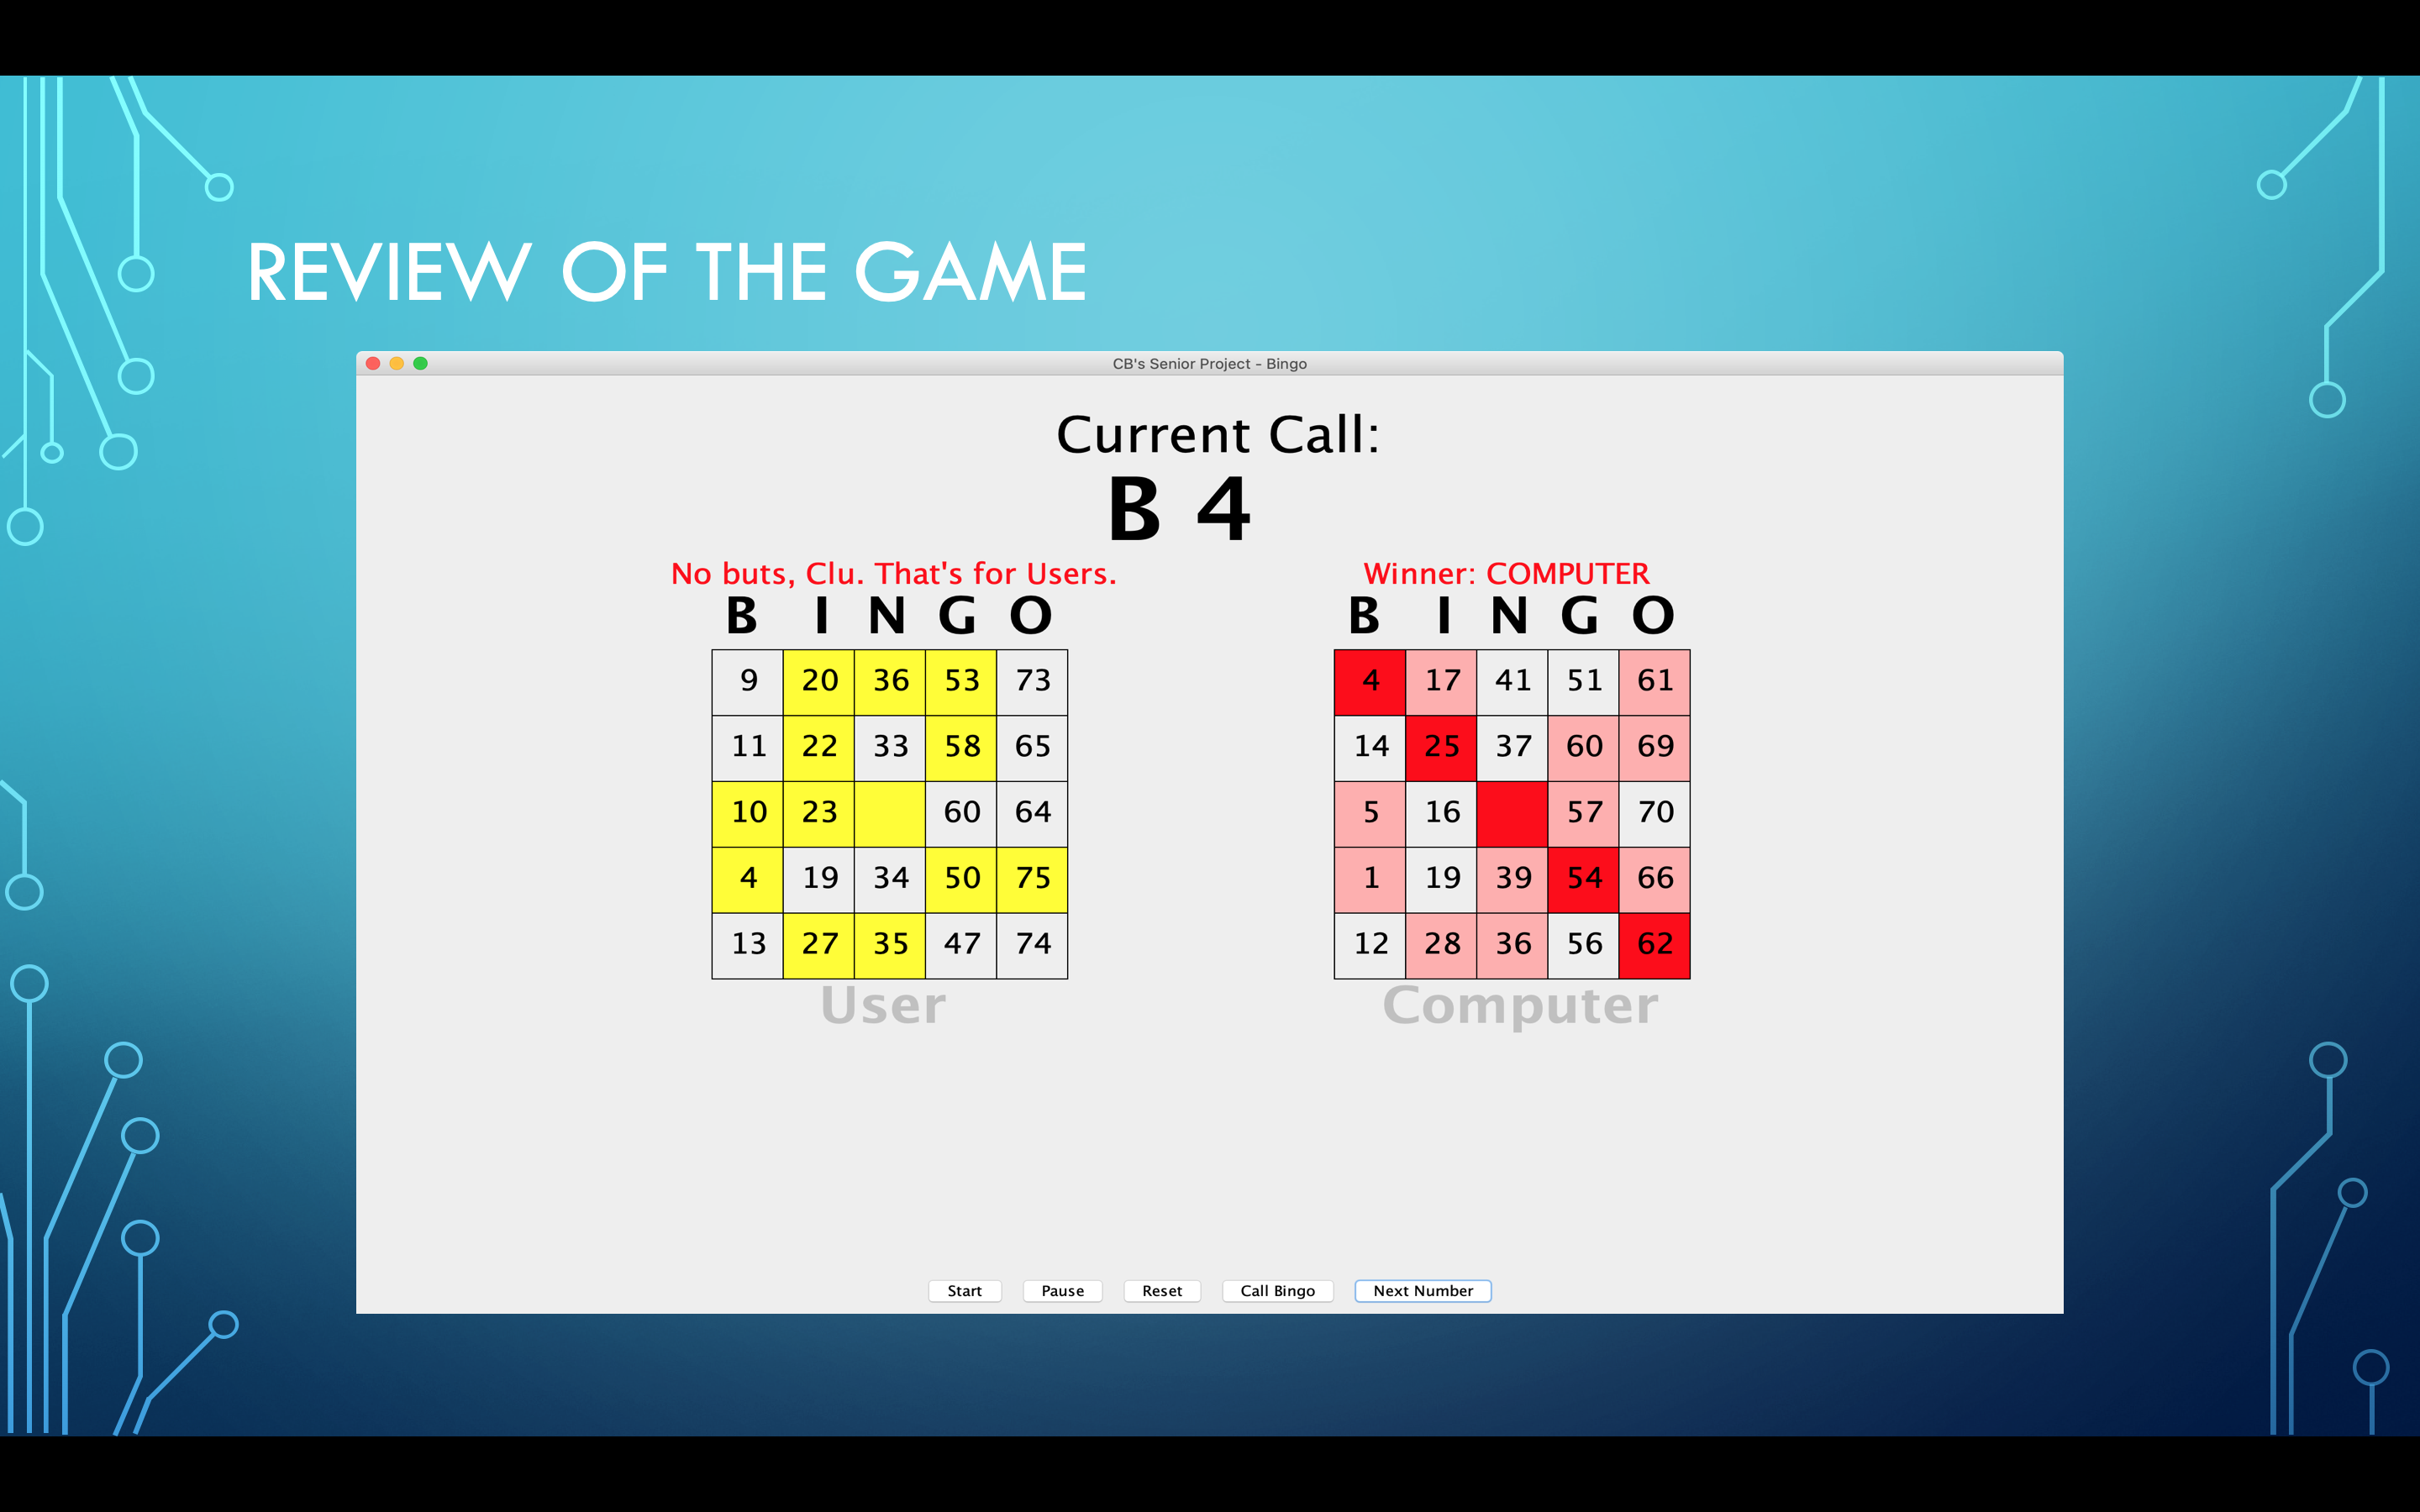 REVIEW OF THE GAME
CB's Senior Project - Bingo
Current Call:
B 4
No buts, Clu. That's for Users.
B I N G O
9 20 36 53 73
11 22 33 58 65
10 23 60 64
4 19 34 50 75
13 27 35 47 74
User
Winner: COMPUTER
B I N G O
4 17 41 51 61
14 25 37 60 69
5 16 57 70
1 19 39 54 66
12 28 36 56 62
Computer
Start Pause Reset Call Bingo Next Number